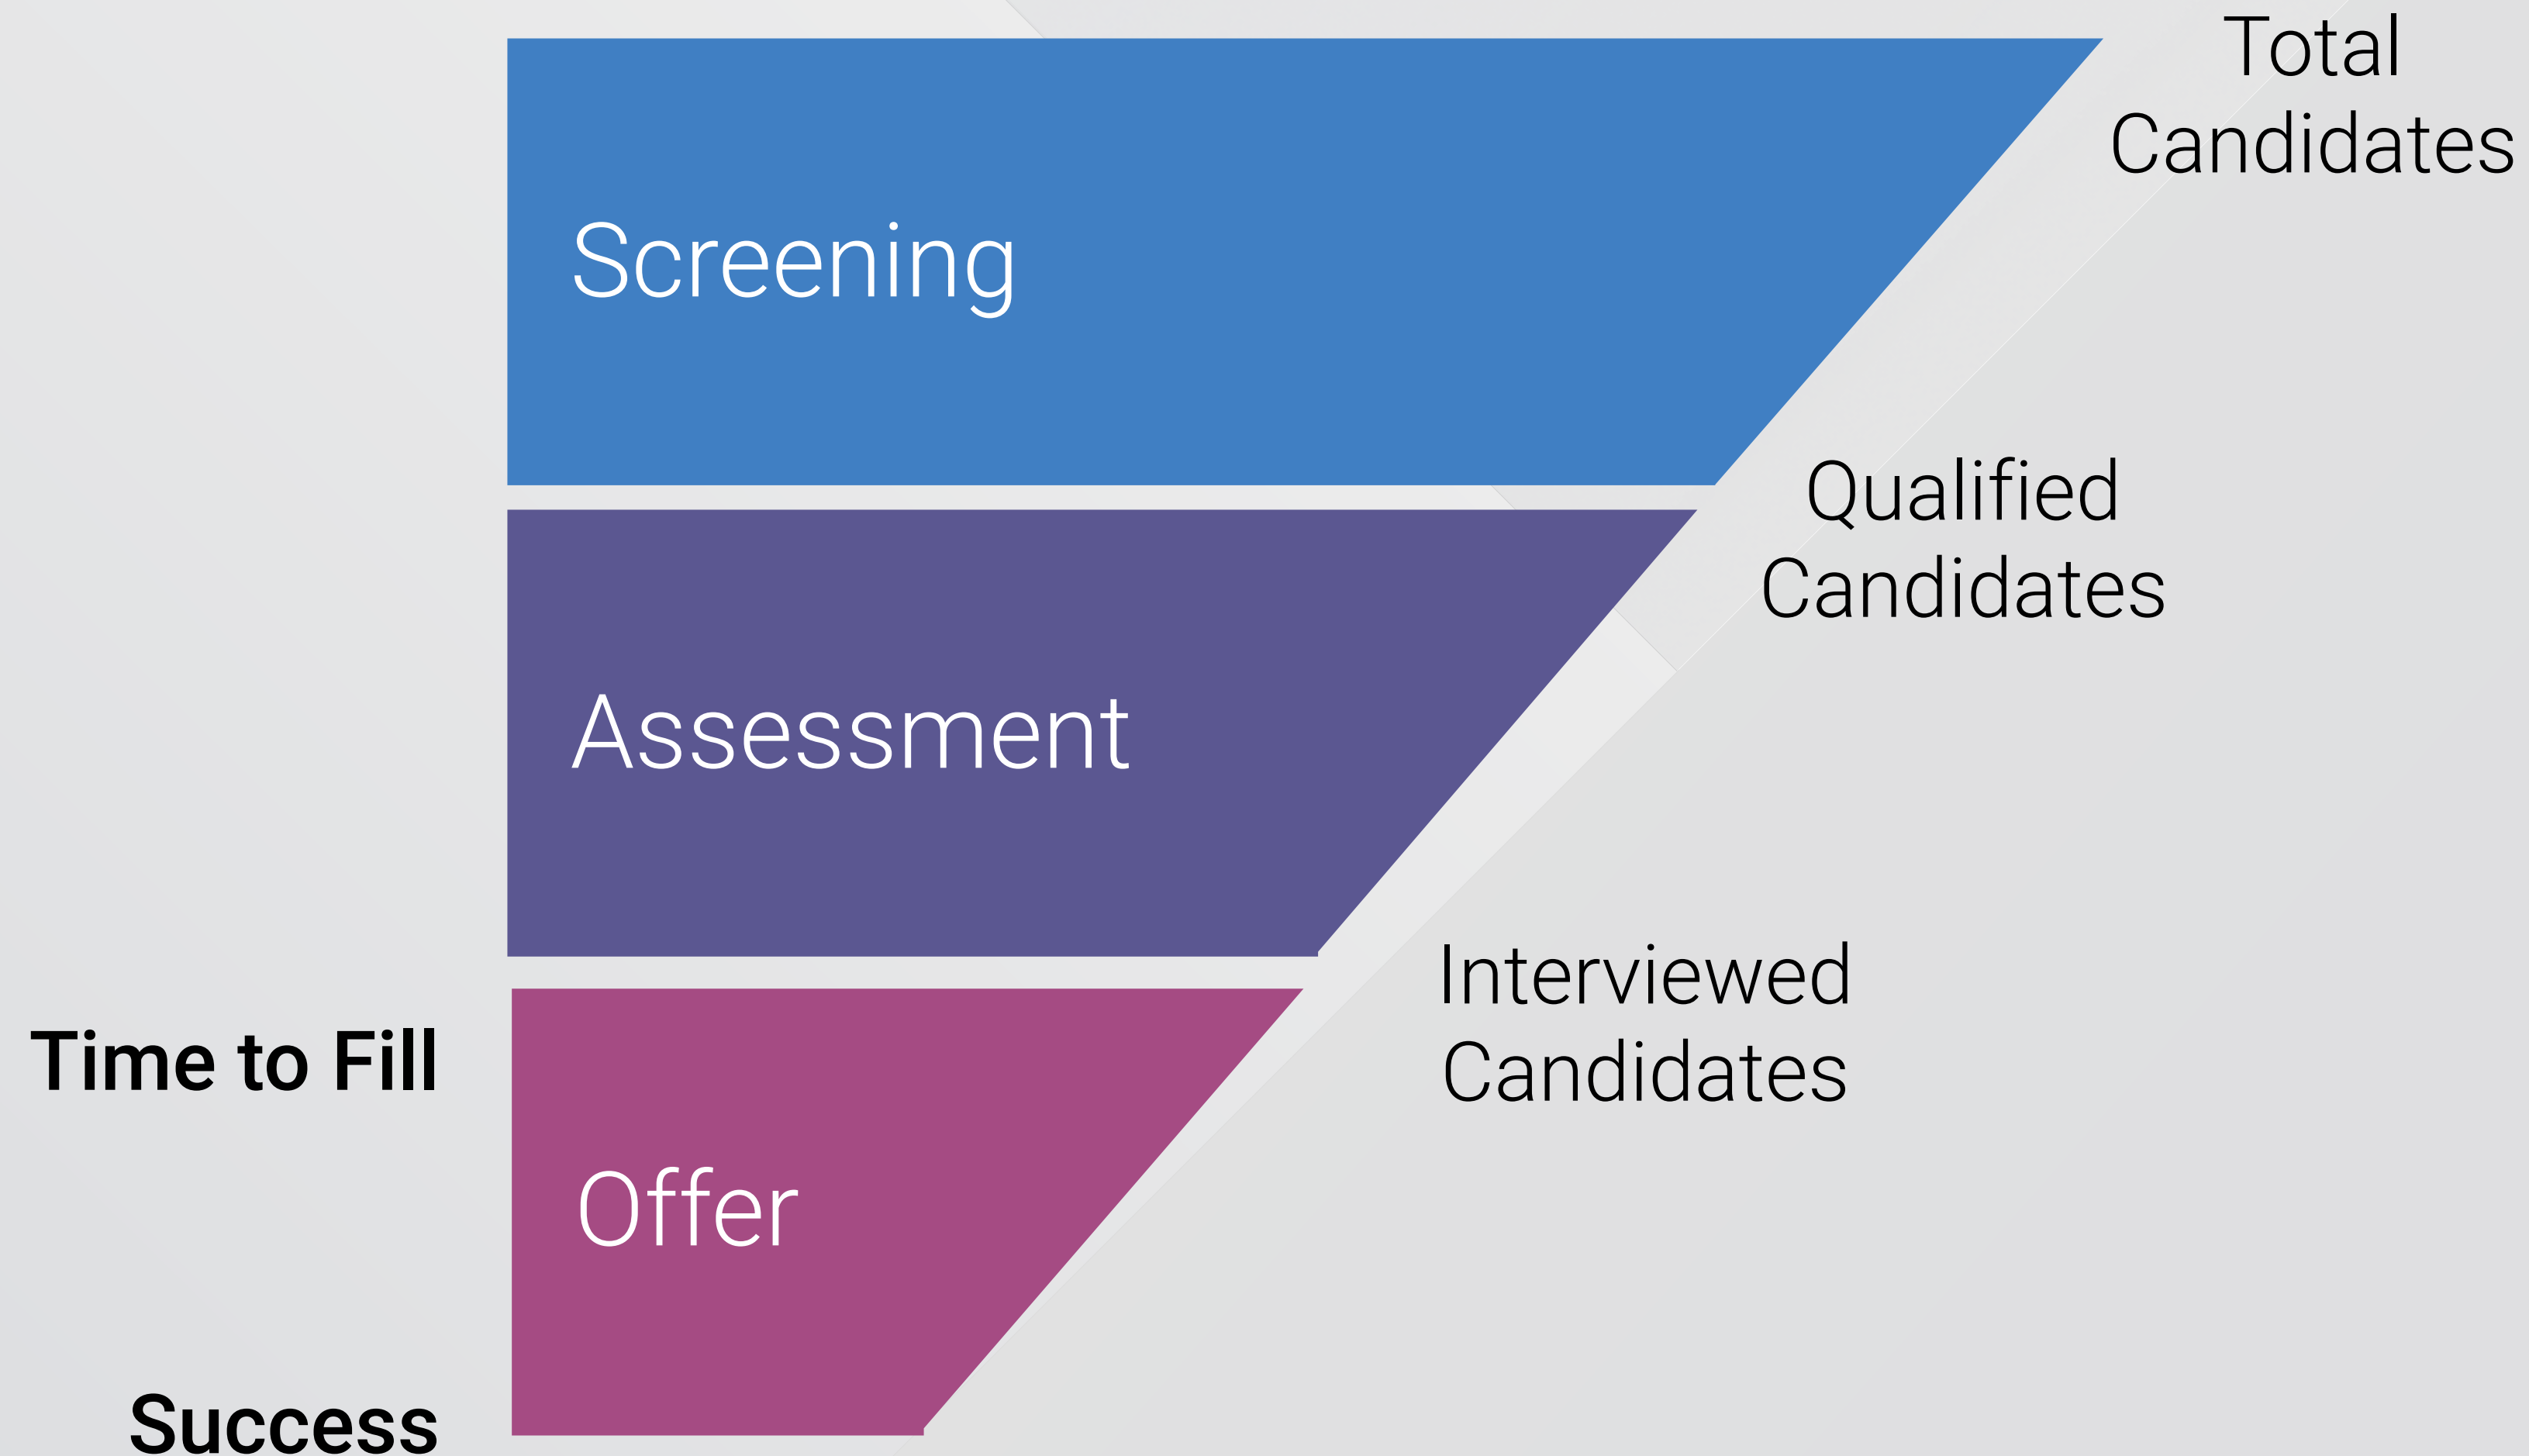 Total
Candidates
Screening
Qualified
Candidates
Assessment
Interviewed
Candidates
Time to Fill
Offer
Success